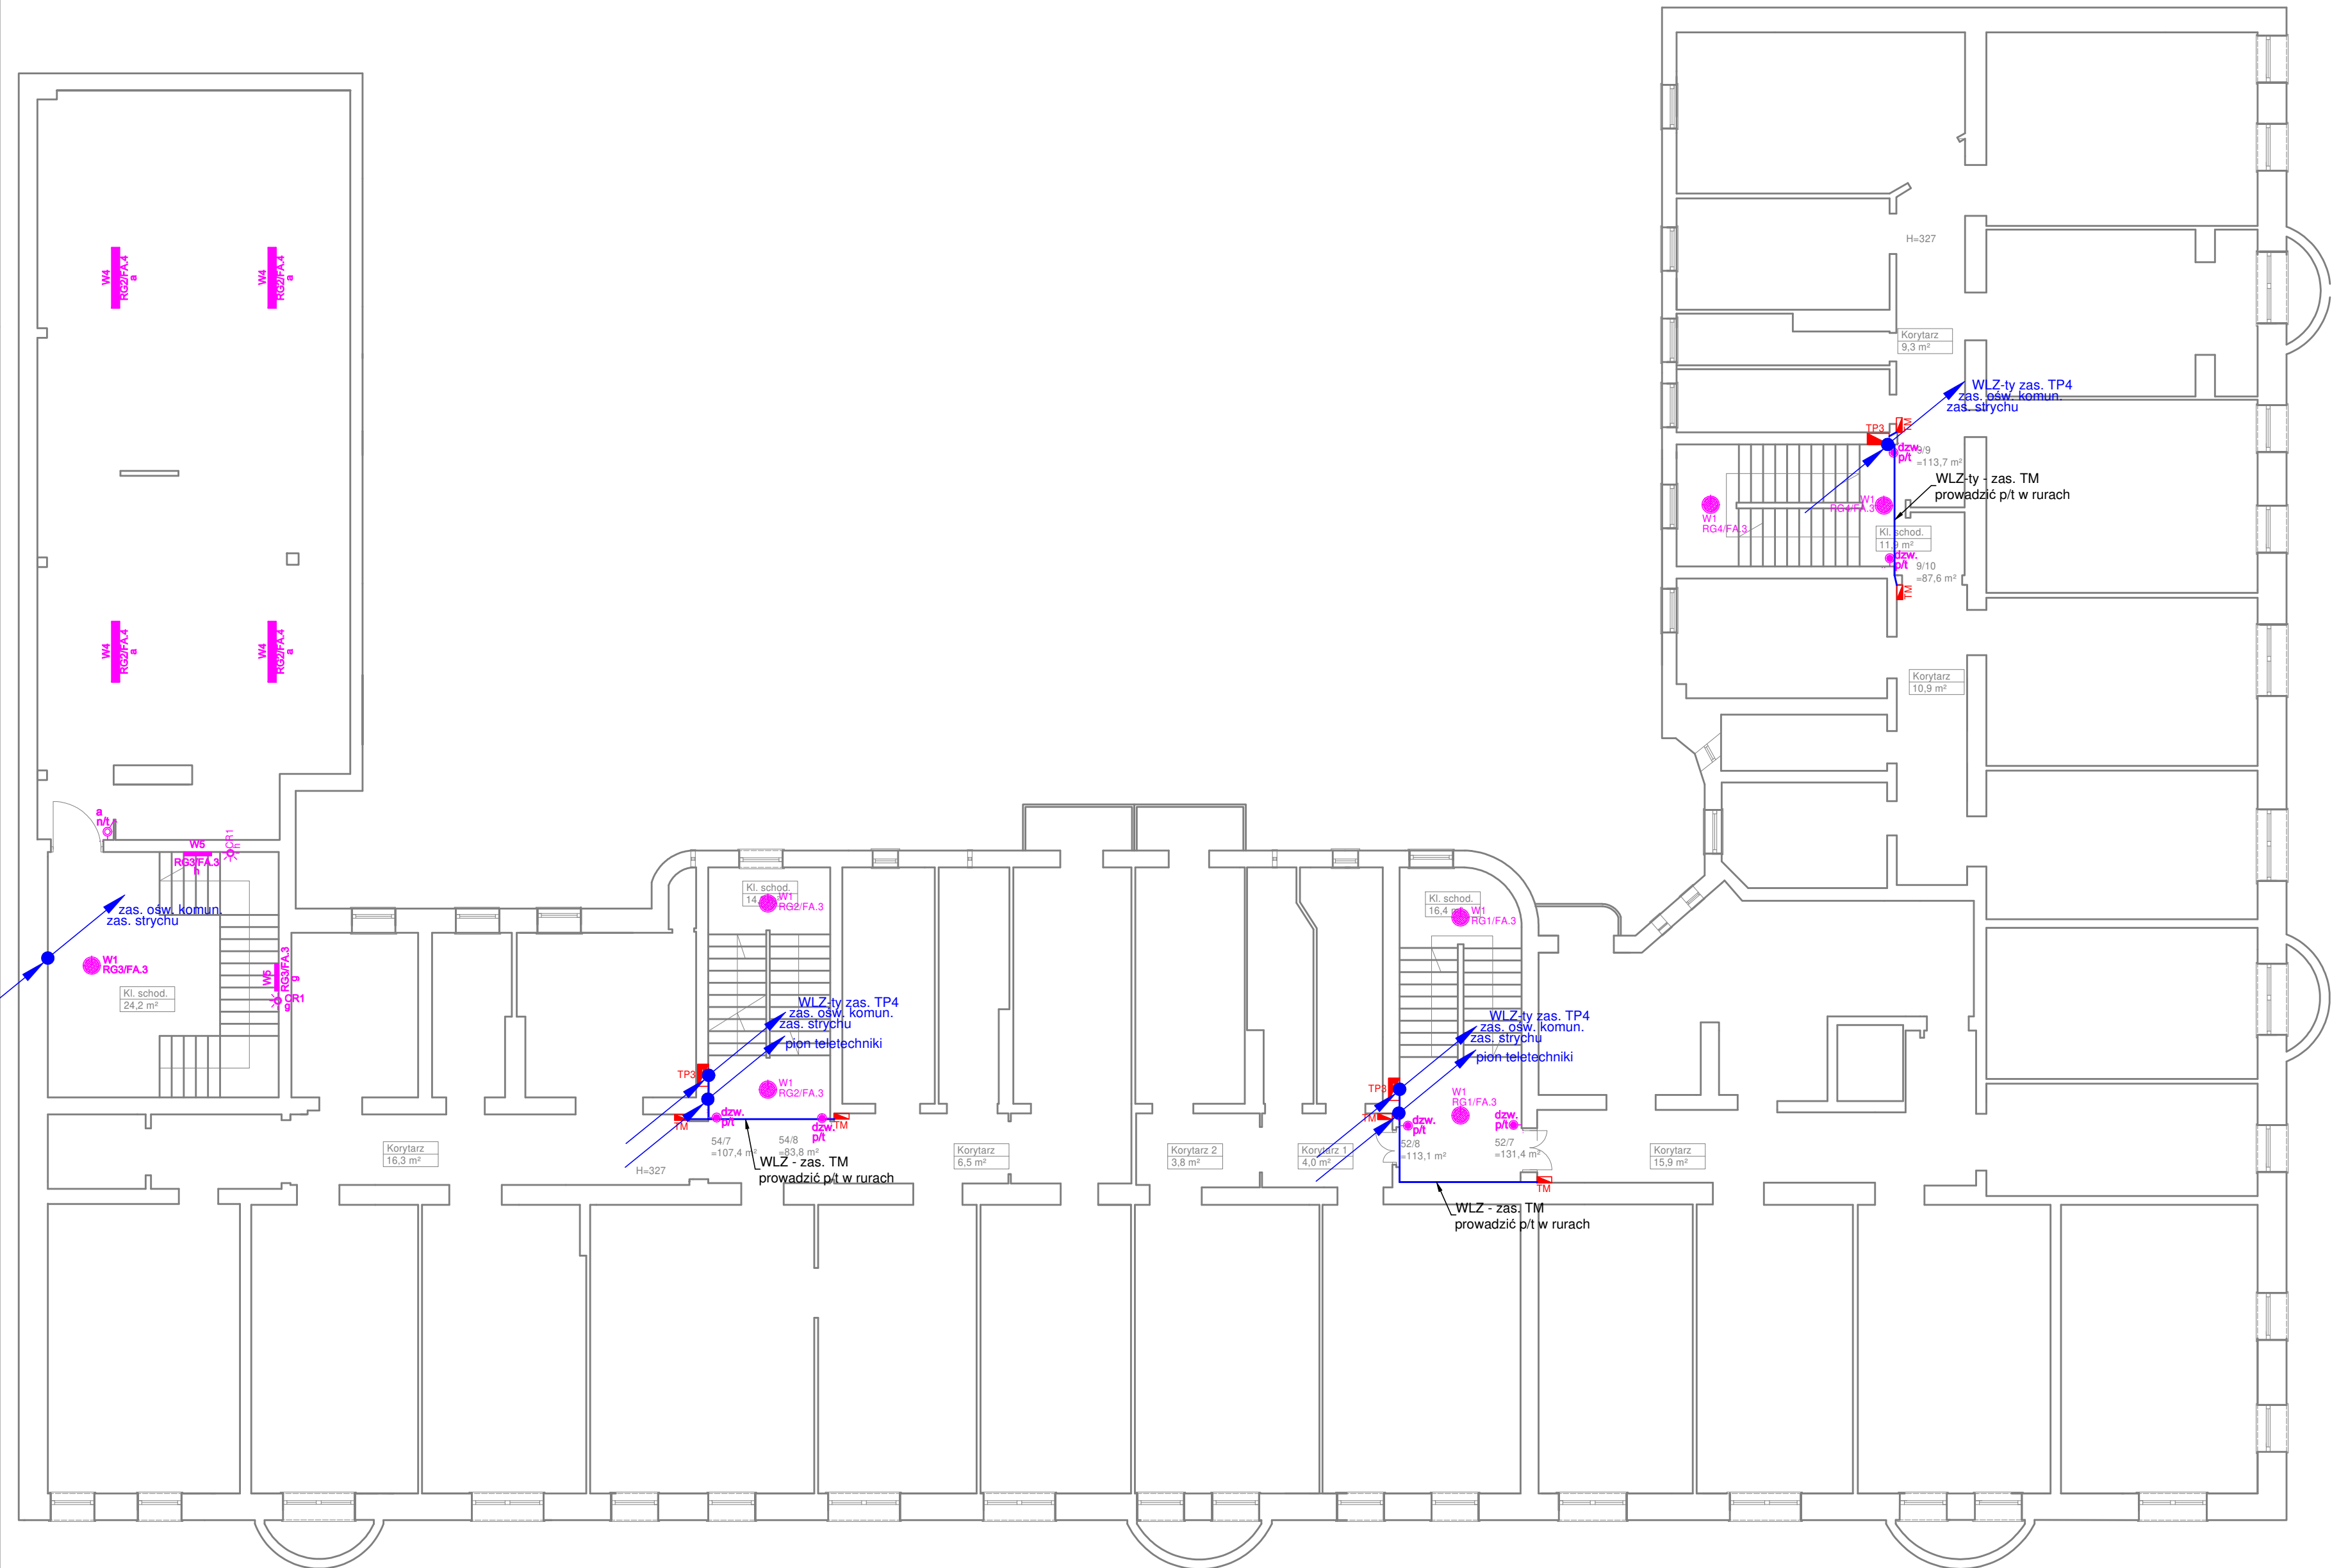 H=327
W4
RG2/FA.4
a
W4
RG2/FA.4
a
Korytarz
9,3 m²
WLZ-ty zas. TP4
zas. ośw. komun.
zas. strychu
TP3
TM
dzw.
p/t
9/9
=113,7 m²
WLZ-ty - zas. TM
prowadzić p/t w rurach
W1
RG4/FA.3
W1
RG4/FA.3
Kl. schod.
11,9 m²
dzw.
p/t
9/10
=87,6 m²
TM
W4
RG2/FA.4
a
W4
RG2/FA.4
a
Korytarz
10,9 m²
a
n/t
W5
RG3/FA.3
h
CR1
h
zas. ośw. komun.
zas. strychu
W1
RG3/FA.3
Kl. schod.
24,2 m²
W5
RG3/FA.3
g
CR1
g
Kl. schod.
W1
RG2/FA.3
Kl. schod.
W1
RG1/FA.3
WLZ-ty zas. TP4
zas. ośw. komun.
zas. strychu
pion teletechniki
TP3
W1
RG2/FA.3
TM
dzw.
p/t
dzw.
p/t
TM
54/7
=107,4 m²
54/8
=83,8 m²
WLZ - zas. TM
prowadzić p/t w rurach
H=327
Korytarz
16,3 m²
Korytarz
6,5 m²
Korytarz 2
3,8 m²
Korytarz 1
4,0 m²
WLZ-ty zas. TP4
zas. ośw. komun.
zas. strychu
pion teletechniki
TP3
W1
RG1/FA.3
TM
dzw.
p/t
dzw.
p/t
52/8
=113,1 m²
52/7
=131,4 m²
Korytarz
15,9 m²
TM
WLZ - zas. TM
prowadzić p/t w rurach